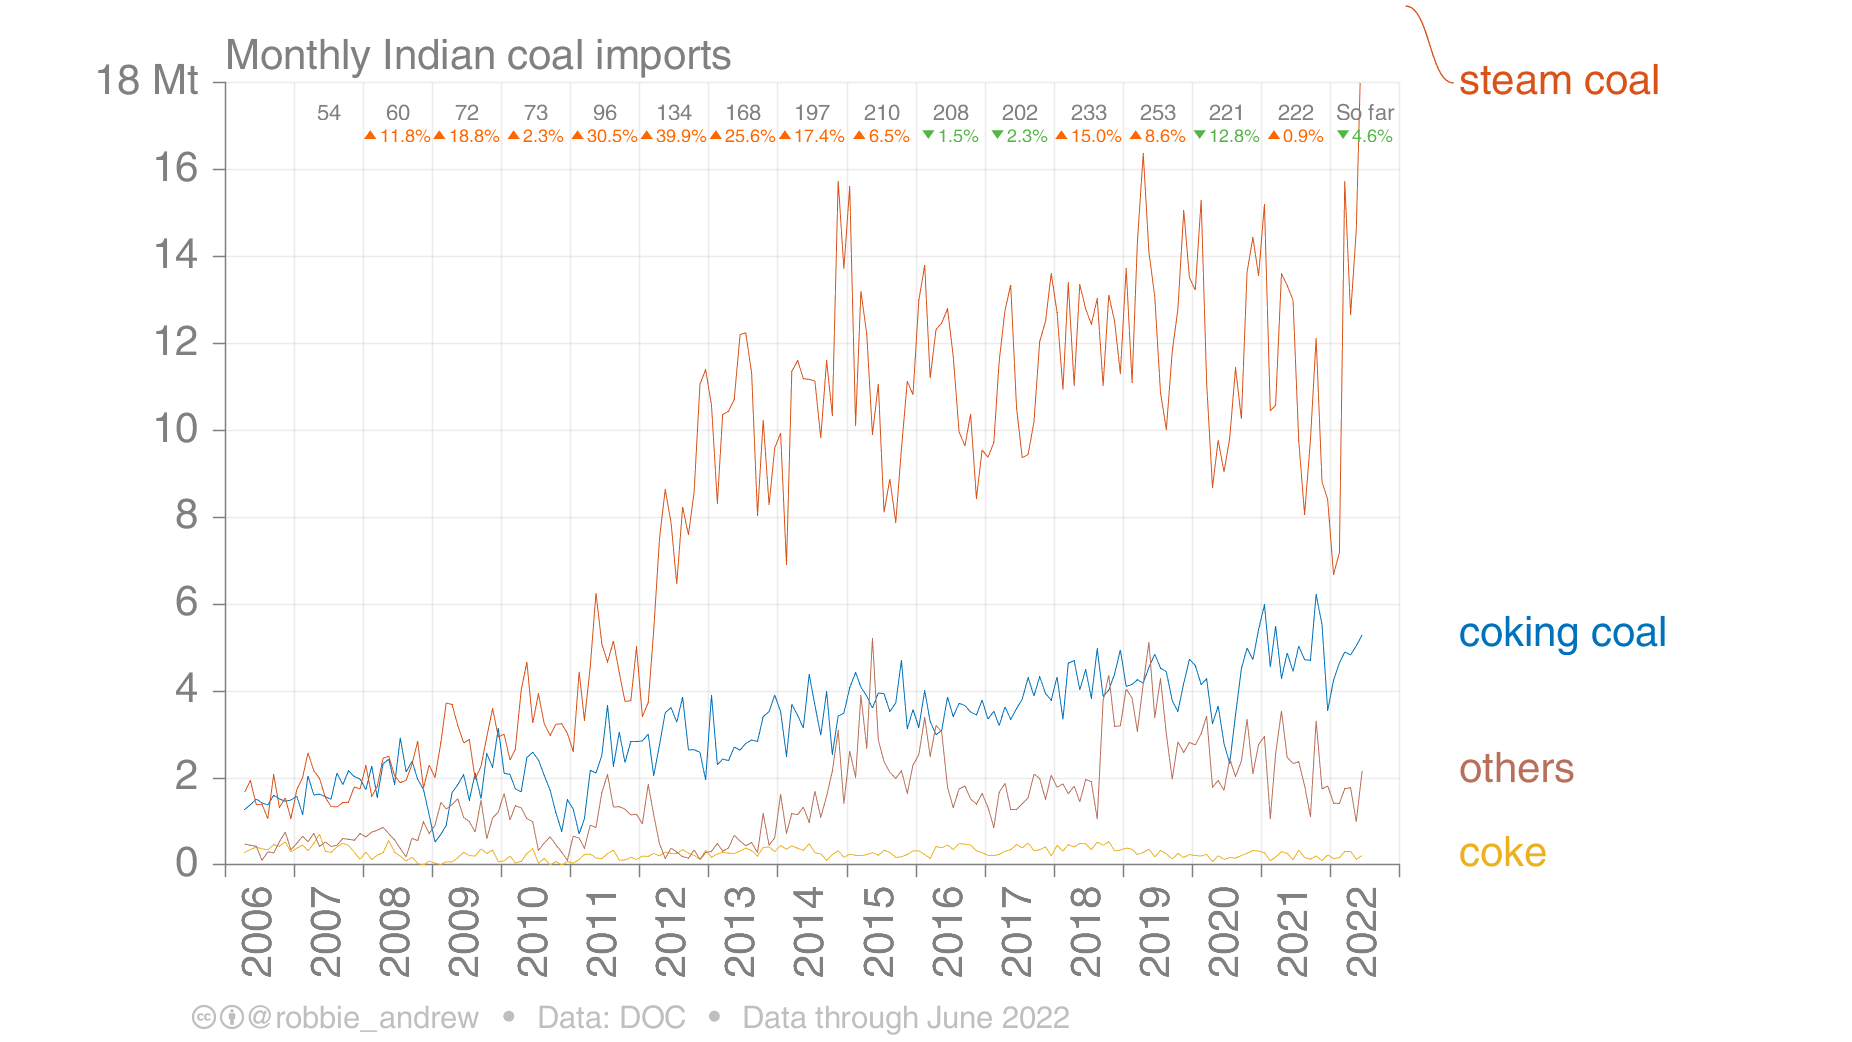 Monthly Indian coal imports
18 Mt
steam coal
54 60 72 73 96 134 168 197 210 208 202 233 253 221 222 So far
▲11.8% ▲18.8% ▲2.3% ▲30.5% ▲39.9% ▲25.6% ▲17.4% ▲6.5% ▼1.5% ▼2.3% ▲15.0% ▲8.6% ▼12.8% ▲0.9% ▼4.6%
16
14
12
10
8
6
coking coal
4
others
2
coke
0
2006 2007 2008 2009 2010 2011 2012 2013 2014 2015 2016 2017 2018 2019 2020 2021 2022
@robbie_andrew • Data: DOC • Data through June 2022